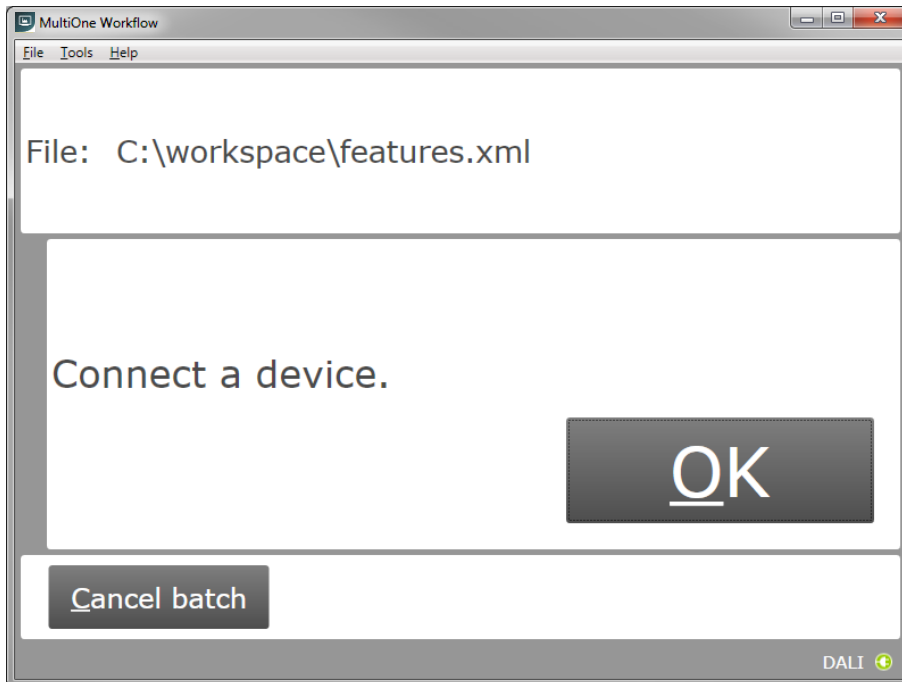 MultiOne Workflow
File Tools Help
File: C:\workspace\features.xml
Connect a device.
OK
Cancel batch
DALI